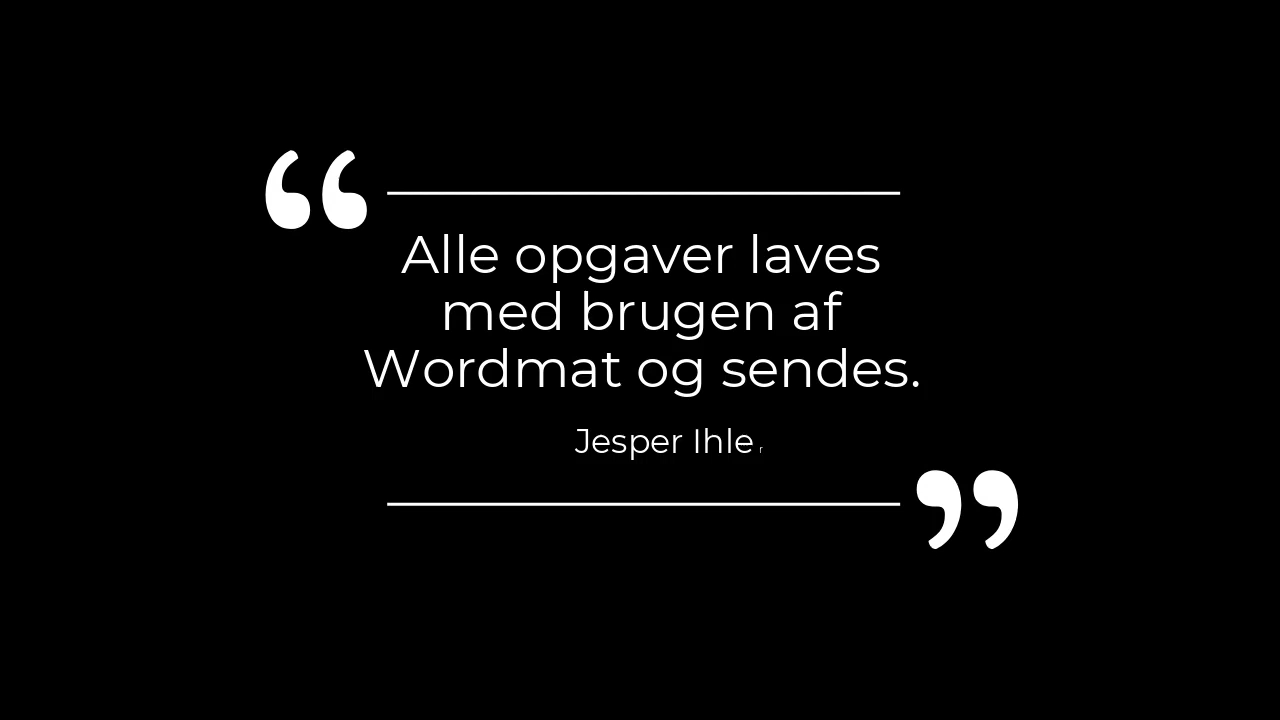 “
Alle opgaver laves
med brugen af
Wordmat og sendes.
Jesper Ihle r
”